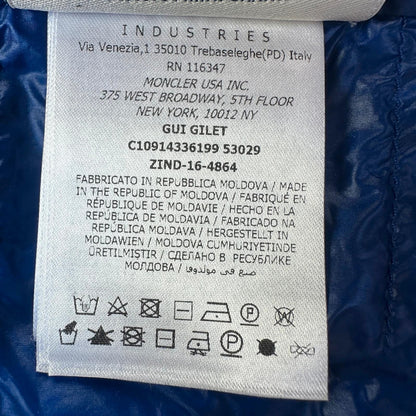 INDUSTRIES
Via Venezia,1 35010 Trebaseleghe(PD) Italy
RN 116347
MONCLER USA INC.
375 WEST BROADWAY, 5TH FLOOR
NEW YORK, 10012 NY
GUI GILET
C10914336199 53029
ZIND-16-4864
FABBRICATO IN REPUBBLICA MOLDOVA / MADE
IN THE REPUBLIC OF MOLDOVA / FABRIQUÉ EN
RÉPUBLIQUE DE MOLDAVIE / HECHO EN LA
REPÚBLICA DE MOLDAVIA / FABRICADO NA
REPÚBLICA MOLDOVA / HERGESTELLT IN
MOLDAWIEN / MOLDOVA CUMHURIYETINDE
ÜRETILMIŞTIR / СДЕЛАНО В РЕСПУБЛИКЕ
МОЛДОВА / صنع في مولدوفا
P
P